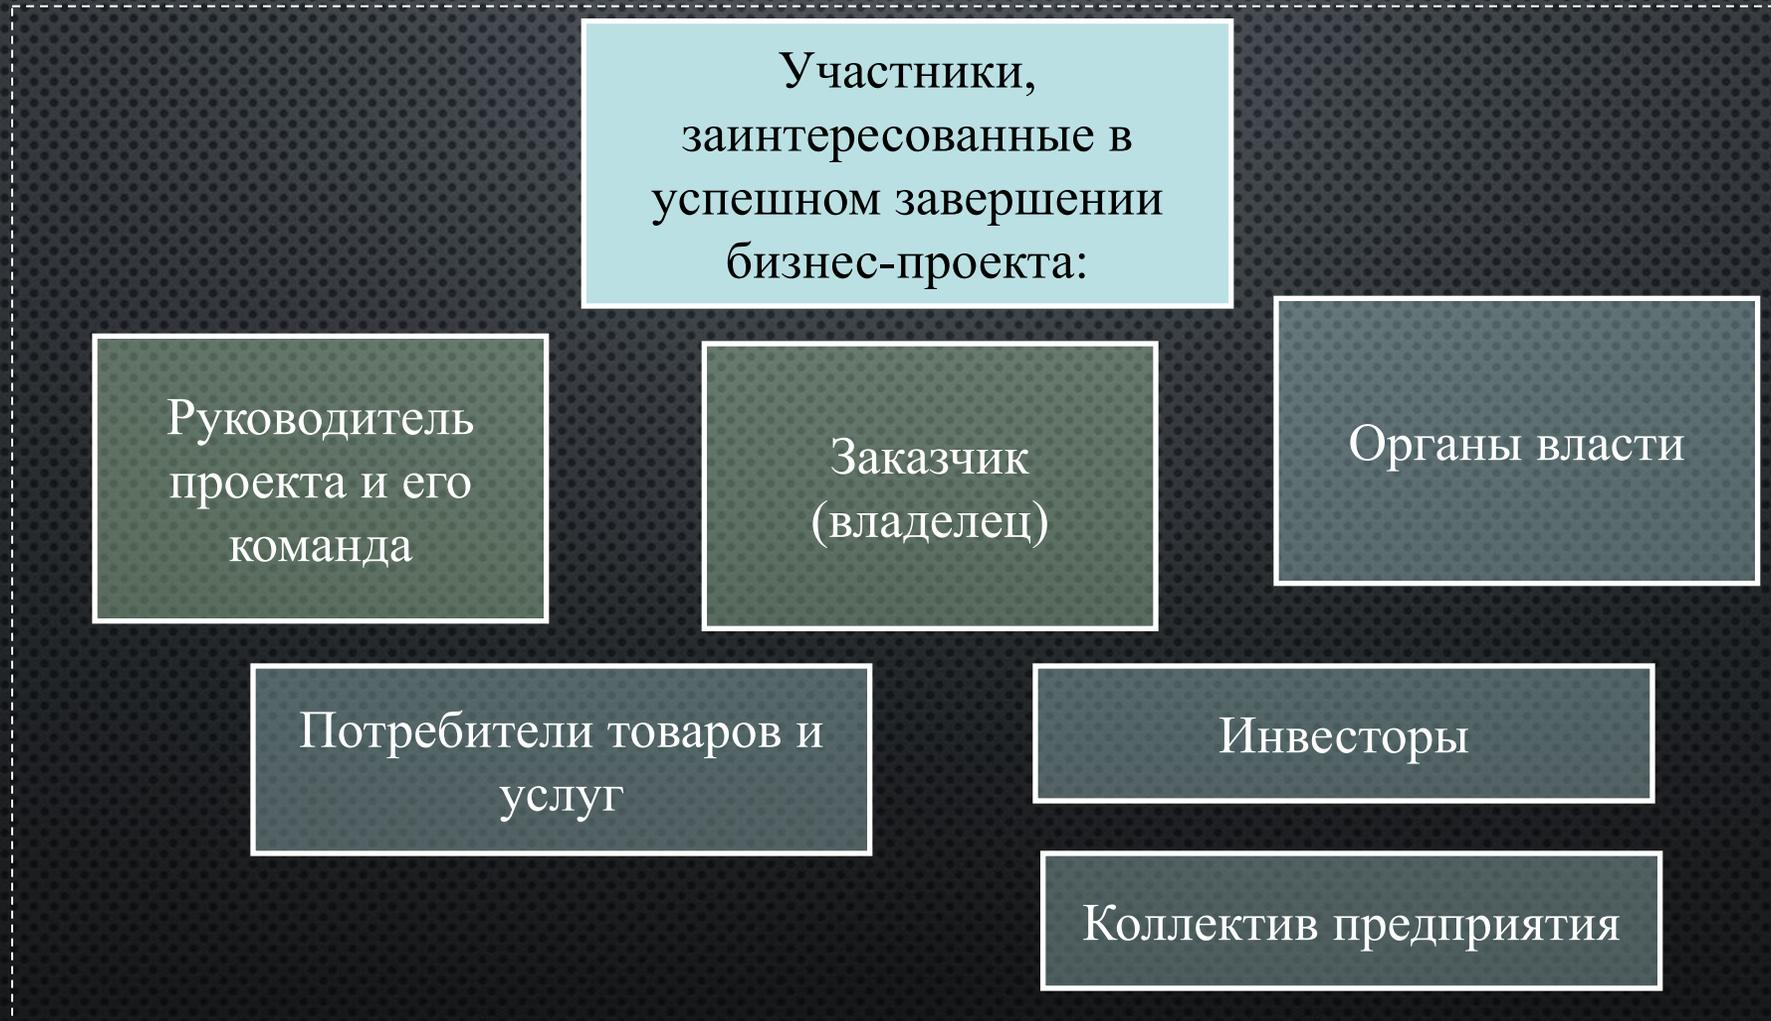 Участники,
заинтересованные в
успешном завершении
бизнес-проекта:
Руководитель
проекта и его
команда
Заказчик
(владелец)
Органы власти
Потребители товаров и
услуг
Инвесторы
Коллектив предприятия